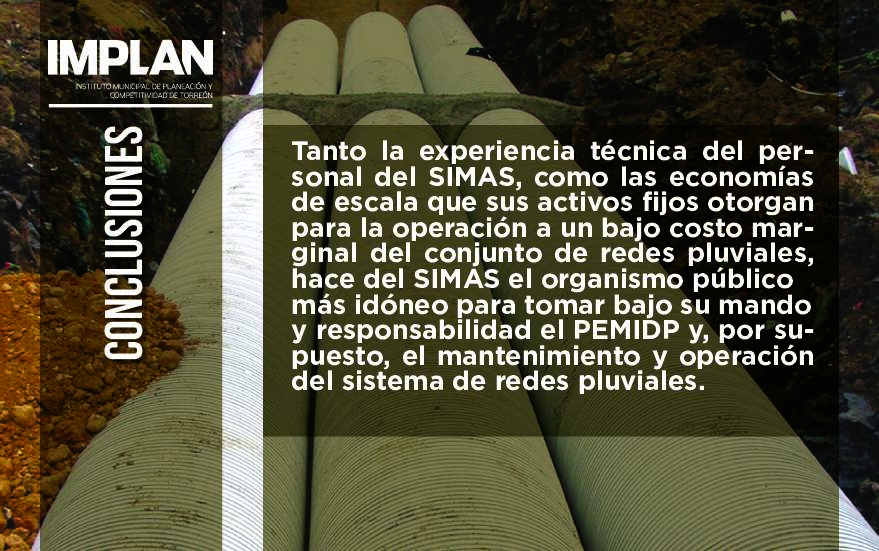 IMPLAN
INSTITUTO MUNICIPAL DE PLANEACIÓN Y
COMPETITIVIDAD DE TORREÓN
CONCLUSIONES
Tanto la experiencia técnica del per-
sonal del SIMAS, como las economías
de escala que sus activos fijos otorgan
para la operación a un bajo costo mar-
ginal del conjunto de redes pluviales,
hace del SIMAS el organismo público
más idóneo para tomar bajo su mando
y responsabilidad el PEMIDP y, por su-
puesto, el mantenimiento y operación
del sistema de redes pluviales.